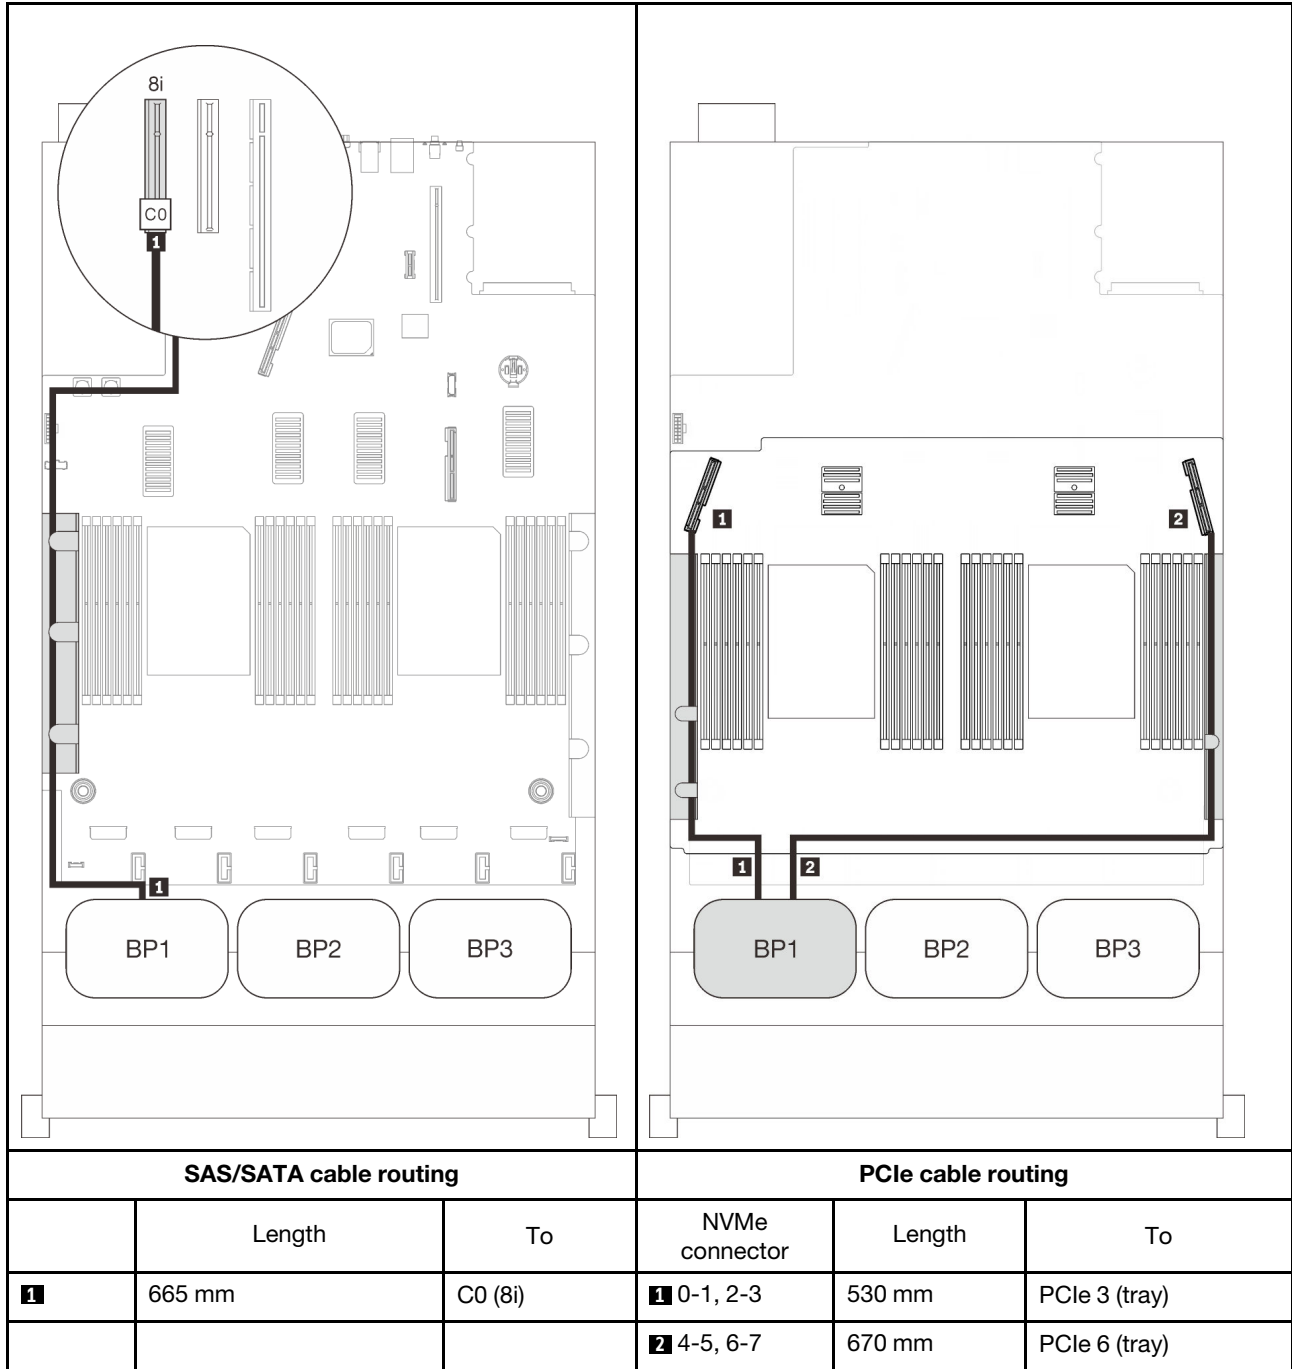 8i
C0
1
1
BP1 BP2 BP3
1 2
1 2
BP1 BP2 BP3
SAS/SATA cable routing PCIe cable routing
Length To NVMe connector Length To
1 665 mm C0 (8i) 1 0-1, 2-3 530 mm PCIe 3 (tray)
2 4-5, 6-7 670 mm PCIe 6 (tray)